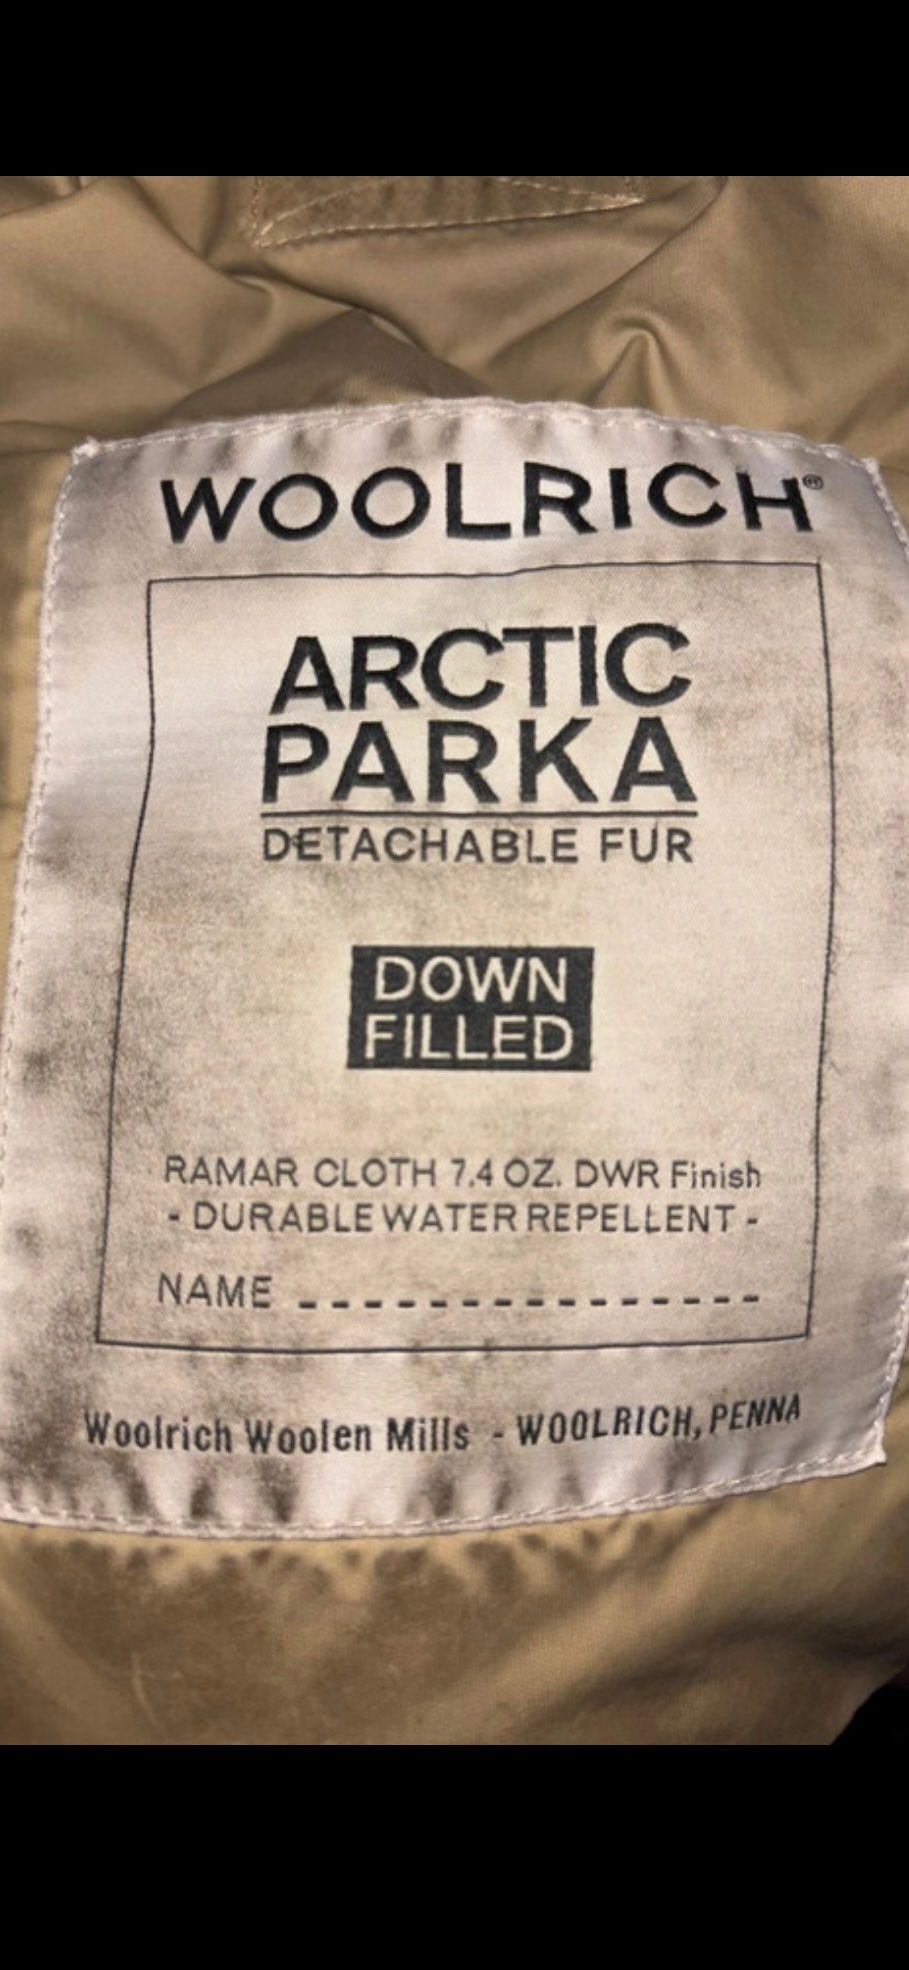 WOOLRICH®
ARCTIC
PARKA
DETACHABLE FUR
DOWN
FILLED
RAMAR CLOTH 7.4 OZ. DWR Finish
- DURABLE WATER REPELLENT -
NAME ----------------
Woolrich Woolen Mills - WOOLRICH, PENNA